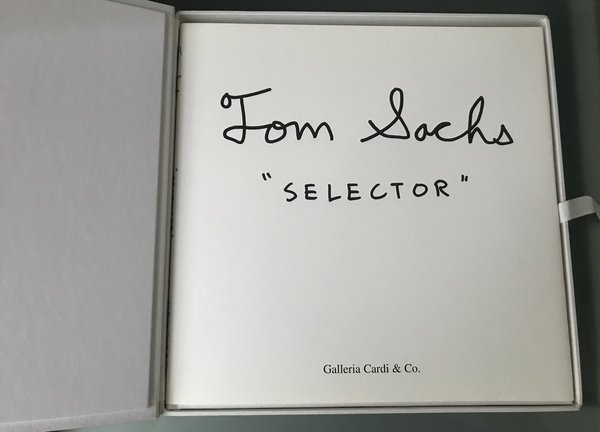 Tom Sachs
"SELECTOR"
Galleria Cardi & Co.